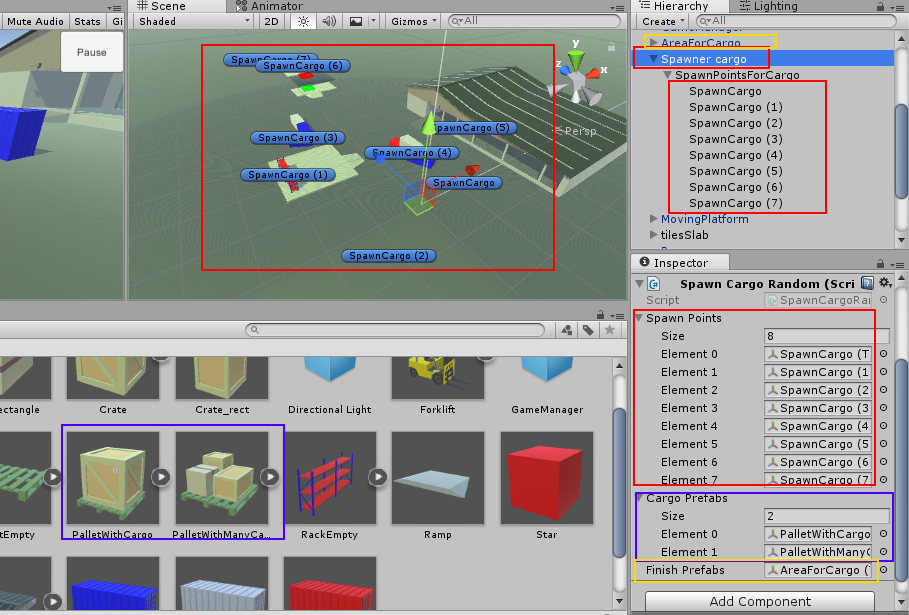 Mute Audio Stats Gi
Pause
Scene Animator
Shaded 2D Gizmos All
SpawnCargo (6)
SpawnCargo (3)
SpawnCargo (5)
SpawnCargo (4)
SpawnCargo (1)
SpawnCargo
SpawnCargo (2)
y
z
x
Persp
Hierarchy Lighting
Create All
AreaForCargo
Spawner cargo
SpawnPointsForCargo
SpawnCargo
SpawnCargo (1)
SpawnCargo (2)
SpawnCargo (3)
SpawnCargo (4)
SpawnCargo (5)
SpawnCargo (6)
SpawnCargo (7)
MovingPlatform
tilesSlab
Inspector
Spawn Cargo Random (Scri
Script SpawnCargoRa
Spawn Points
Size 8
Element 0 SpawnCargo (T
Element 1 SpawnCargo (1
Element 2 SpawnCargo (2
Element 3 SpawnCargo (3
Element 4 SpawnCargo (4
Element 5 SpawnCargo (5
Element 6 SpawnCargo (6
Element 7 SpawnCargo (7
Cargo Prefabs
Size 2
Element 0 PalletWithCargo
Element 1 PalletWithMany
Finish Prefabs AreaForCargo (
Add Component
ectangle Crate Crate_rect Directional Light Forklift GameManager
tEmpty PalletWithCargo PalletWithManyCa... RackEmpty Ramp Star